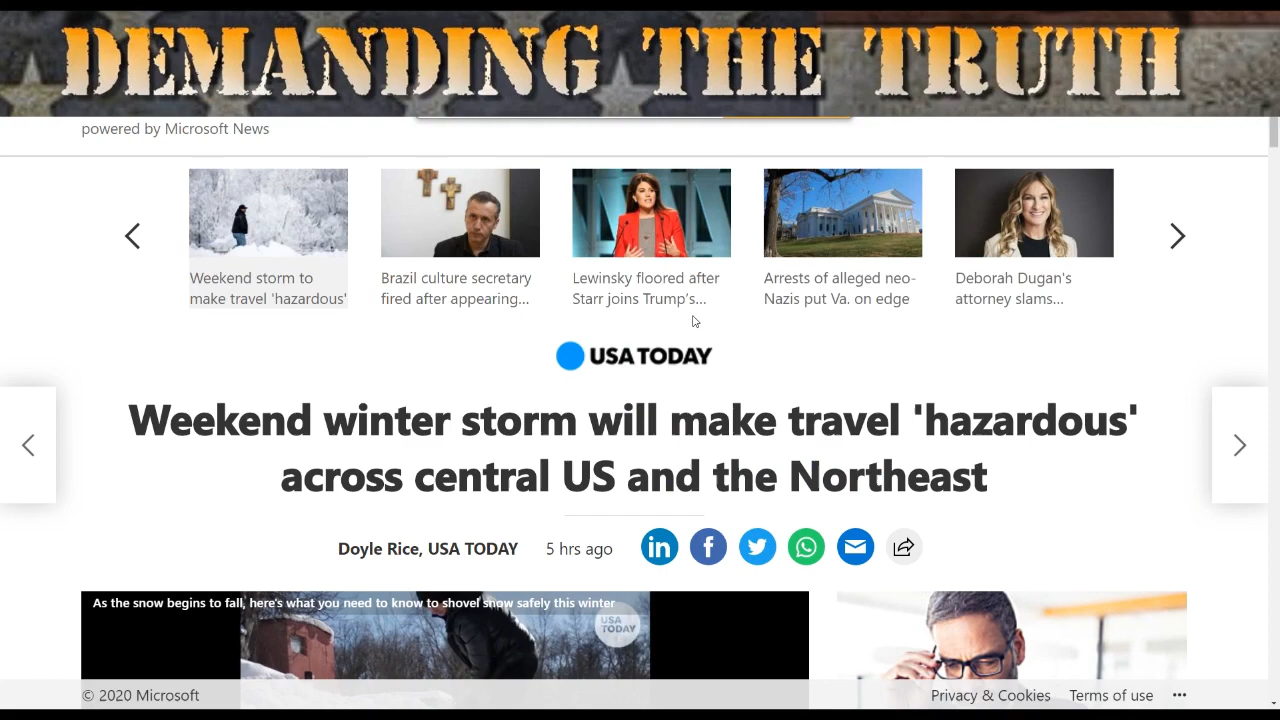 DEMANDING THE TRUTH
powered by Microsoft News
Weekend storm to
make travel 'hazardous'
Brazil culture secretary
fired after appearing...
Lewinsky floored after
Starr joins Trump's...
Arrests of alleged neo-
Nazis put Va. on edge
Deborah Dugan's
attorney slams...
USA TODAY
Weekend winter storm will make travel 'hazardous'
across central US and the Northeast
Doyle Rice, USA TODAY 5 hrs ago
As the snow begins to fall, here's what you need to know to shovel snow safely this winter
USA
TODAY
© 2020 Microsoft
Privacy & Cookies Terms of use ...